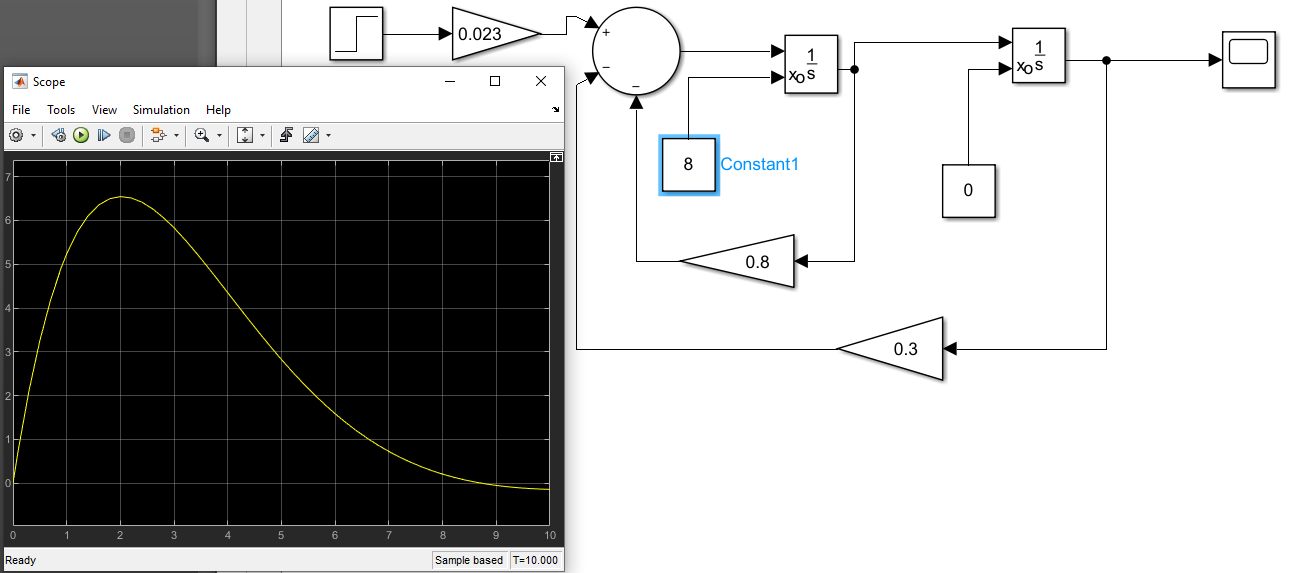 0.023
+
−
−
1
s
xo
1
s
xo
8
Constant1
0
0.8
0.3
Scope
File Tools View Simulation Help
7
6
5
4
3
2
1
0
0 1 2 3 4 5 6 7 8 9 10
Ready Sample based T=10.000